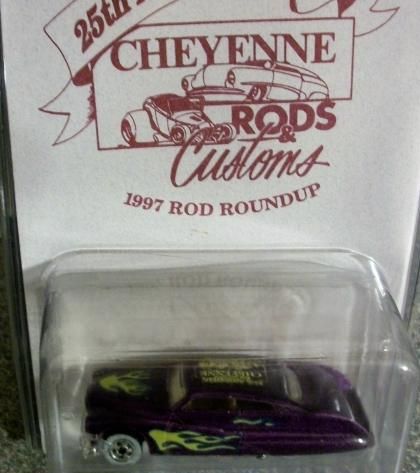 25th
CHEYENNE
RODS
&
Customs
1997 ROD ROUNDUP